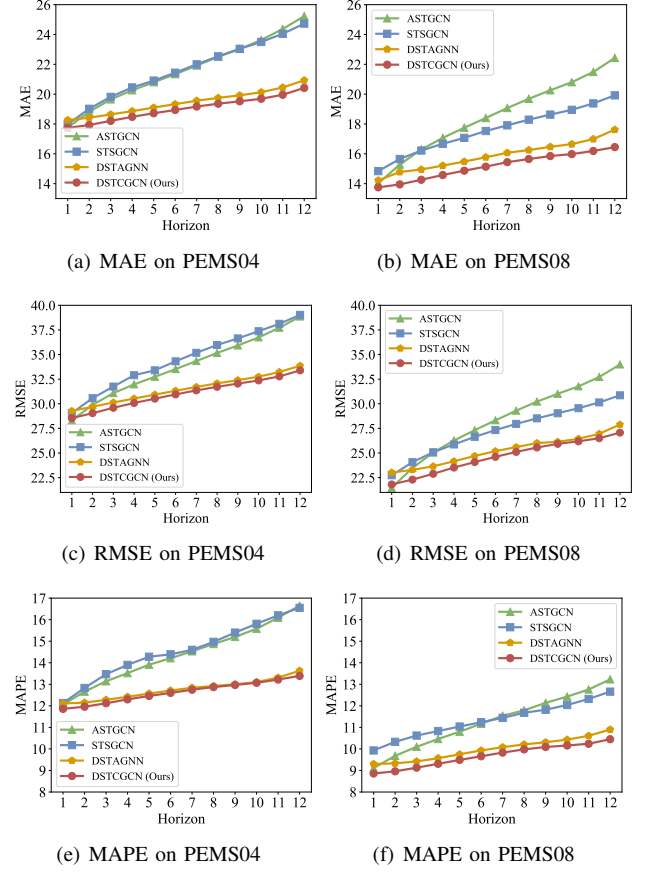 26
24
22
20
18
16
14
MAE
ASTGCN
STSGCN
DSTAGNN
DSTCGCN (Ours)
1 2 3 4 5 6 7 8 9 10 11 12
Horizon
(a) MAE on PEMS04
26
24
22
20
18
16
14
MAE
ASTGCN
STSGCN
DSTAGNN
DSTCGCN (Ours)
1 2 3 4 5 6 7 8 9 10 11 12
Horizon
(b) MAE on PEMS08
40.0
37.5
35.0
32.5
30.0
27.5
25.0
22.5
RMSE
ASTGCN
STSGCN
DSTAGNN
DSTCGCN (Ours)
1 2 3 4 5 6 7 8 9 10 11 12
Horizon
(c) RMSE on PEMS04
40.0
37.5
35.0
32.5
30.0
27.5
25.0
22.5
RMSE
ASTGCN
STSGCN
DSTAGNN
DSTCGCN (Ours)
1 2 3 4 5 6 7 8 9 10 11 12
Horizon
(d) RMSE on PEMS08
17
16
15
14
13
12
11
10
9
8
MAPE
ASTGCN
STSGCN
DSTAGNN
DSTCGCN (Ours)
1 2 3 4 5 6 7 8 9 10 11 12
Horizon
(e) MAPE on PEMS04
17
16
15
14
13
12
11
10
9
8
MAPE
ASTGCN
STSGCN
DSTAGNN
DSTCGCN (Ours)
1 2 3 4 5 6 7 8 9 10 11 12
Horizon
(f) MAPE on PEMS08